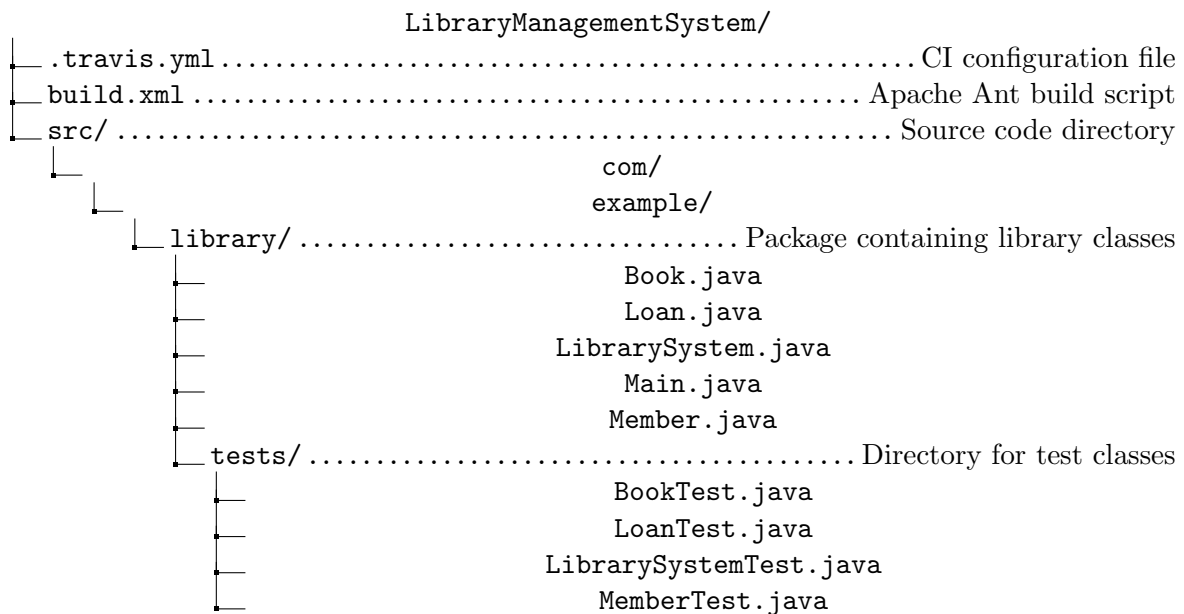 LibraryManagementSystem/
.travis.yml ..................................................... CI configuration file
build.xml .................................................. Apache Ant build script
src/ .......................................................... Source code directory
com/
example/
library/ ................................. Package containing library classes
Book.java
Loan.java
LibrarySystem.java
Main.java
Member.java
tests/ ......................................... Directory for test classes
BookTest.java
LoanTest.java
LibrarySystemTest.java
MemberTest.java